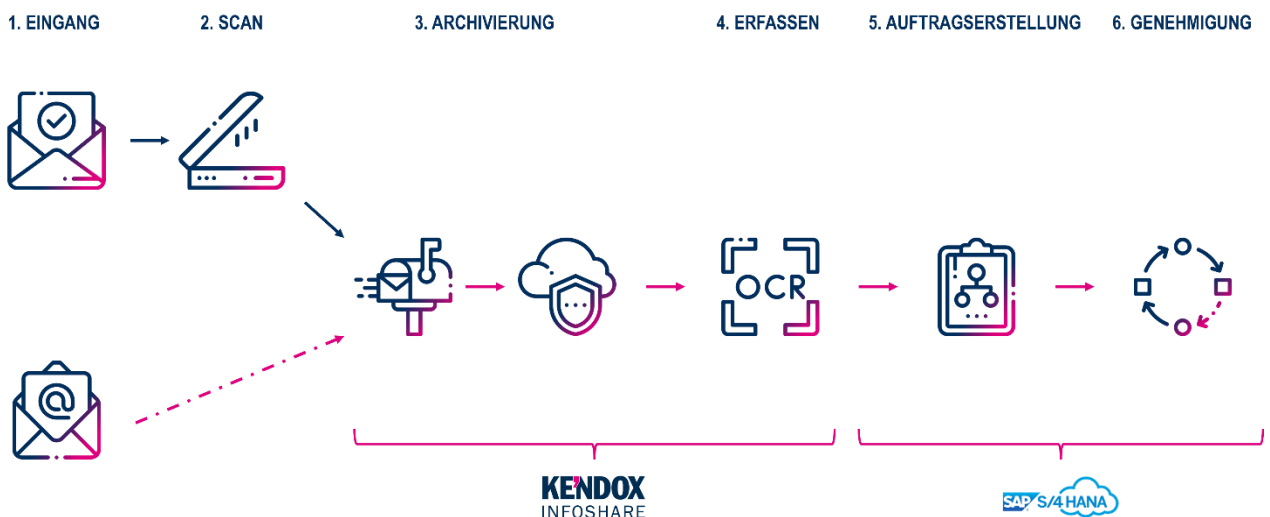 1. EINGANG
2. SCAN
3. ARCHIVIERUNG
4. ERFASSEN
5. AUFTRAGSERSTELLUNG
6. GENEHMIGUNG
@
OCR
KENDOX
INFOSHARE
SAP S/4HANA